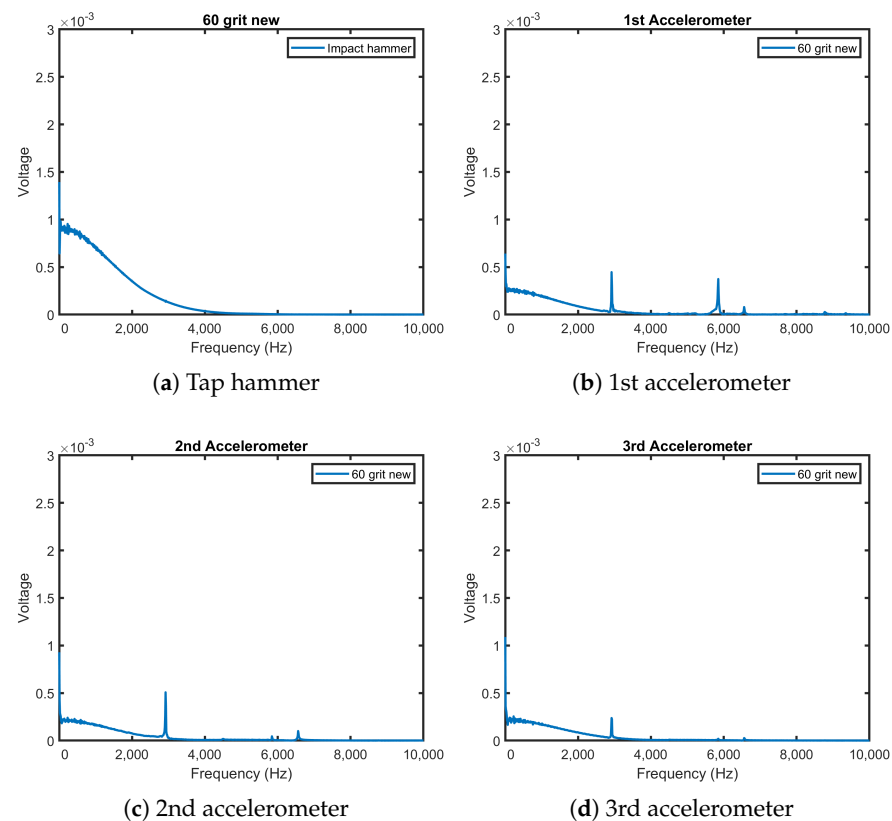 60 grit new
×10⁻³
Impact hammer
3
2.5
2
1.5
1
0.5
0
Voltage
0 2,000 4,000 6,000 8,000 10,000
Frequency (Hz)
(a) Tap hammer
1st Accelerometer
×10⁻³
60 grit new
3
2.5
2
1.5
1
0.5
0
Voltage
0 2,000 4,000 6,000 8,000 10,000
Frequency (Hz)
(b) 1st accelerometer
2nd Accelerometer
×10⁻³
60 grit new
3
2.5
2
1.5
1
0.5
0
Voltage
0 2,000 4,000 6,000 8,000 10,000
Frequency (Hz)
(c) 2nd accelerometer
3rd Accelerometer
×10⁻³
60 grit new
3
2.5
2
1.5
1
0.5
0
Voltage
0 2,000 4,000 6,000 8,000 10,000
Frequency (Hz)
(d) 3rd accelerometer